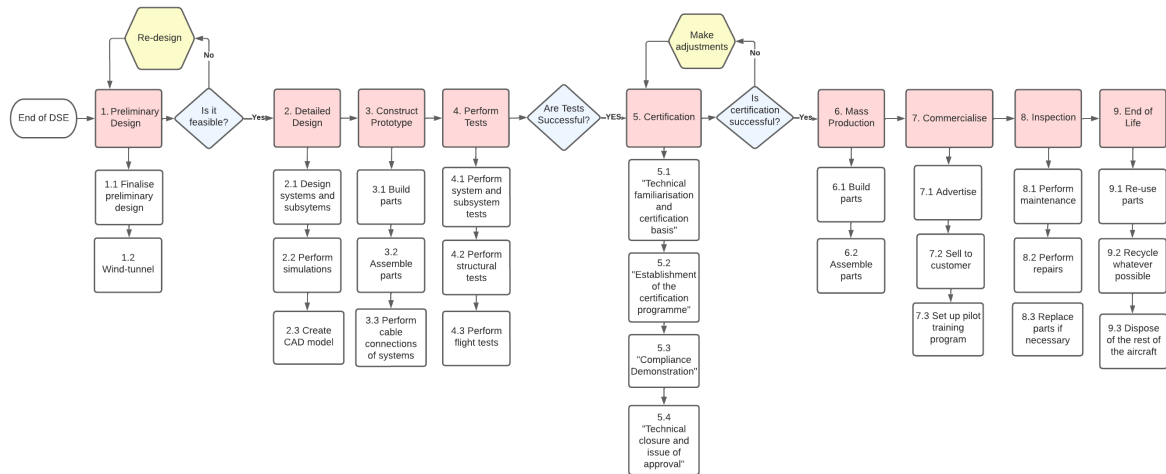 Re-design
No
Make
adjustments
No
End of DSE
1. Preliminary
Design
Is it
feasible?
Yes
2. Detailed
Design
3. Construct
Prototype
4. Perform
Tests
Are Tests
Successful?
YES
5. Certification
Is
certification
successful?
Yes
6. Mass
Production
7. Commercialise
8. Inspection
9. End of
Life
1.1 Finalise
preliminary
design
1.2
Wind-tunnel
2.1 Design
systems and
subsytems
2.2 Perform
simulations
2.3 Create
CAD model
3.1 Build
parts
3.2
Assemble
parts
3.3 Perform
cable
connections
of systems
4.1 Perform
system and
subsystem
tests
4.2 Perform
structural
tests
4.3 Perform
flight tests
5.1
"Technical
familiarisation
and
certification
basis"
5.2
"Establishment
of the
certification
programme"
5.3
"Compliance
Demonstration"
5.4
"Technical
closure and
issue of
approval"
6.1 Build
parts
6.2
Assemble
parts
7.1 Advertise
7.2 Sell to
customer
7.3 Set up pilot
training
program
8.1 Perform
maintenance
8.2 Perform
repairs
8.3 Replace
parts if
necessary
9.1 Re-use
parts
9.2 Recycle
whatever
possible
9.3 Dispose
of the rest of
the aircraft